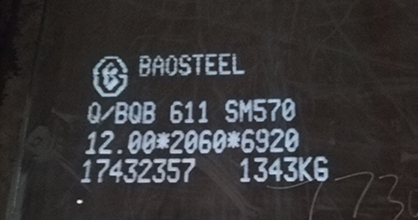 BAOSTEEL
Q/BQB 611 SM570
12.00*2060*6920
17432357 1343KG